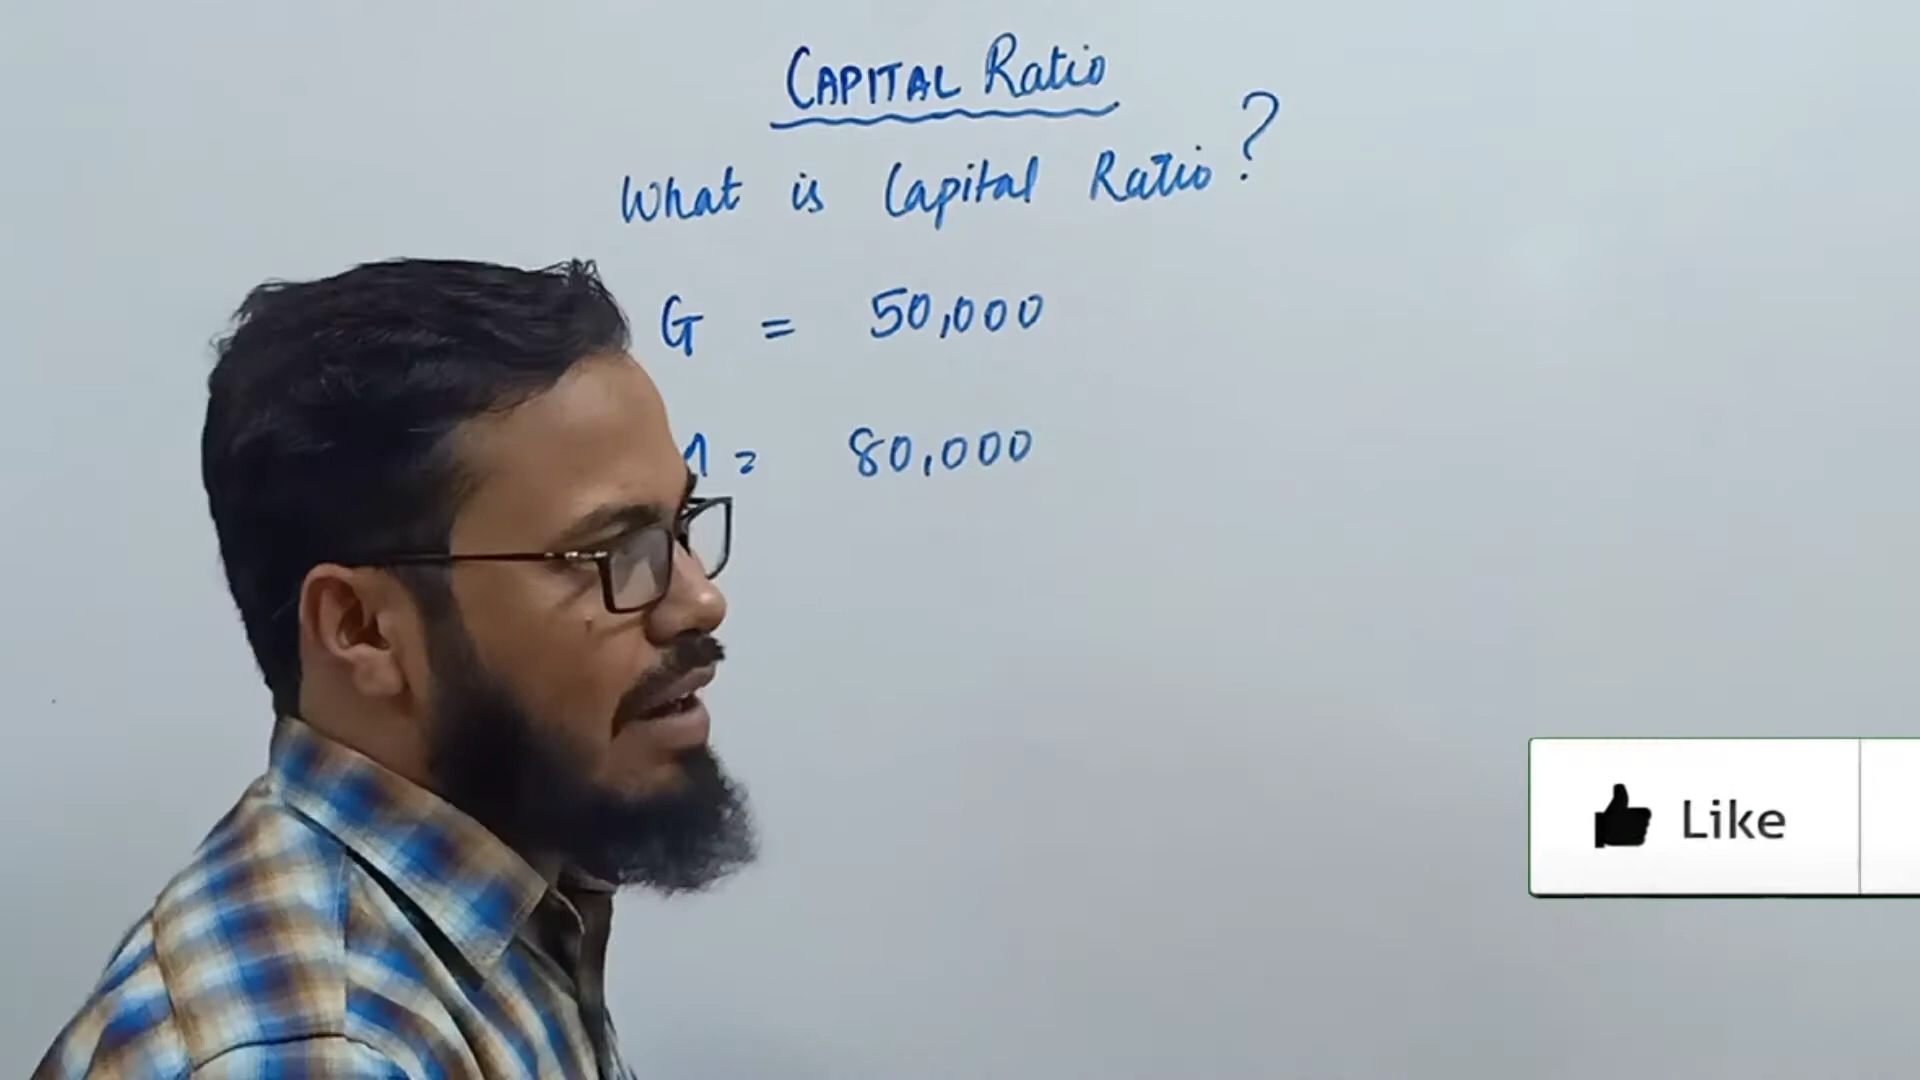 CAPITAL Ratio
What is Capital Ratio?
G = 50,000
= 80,000
Like